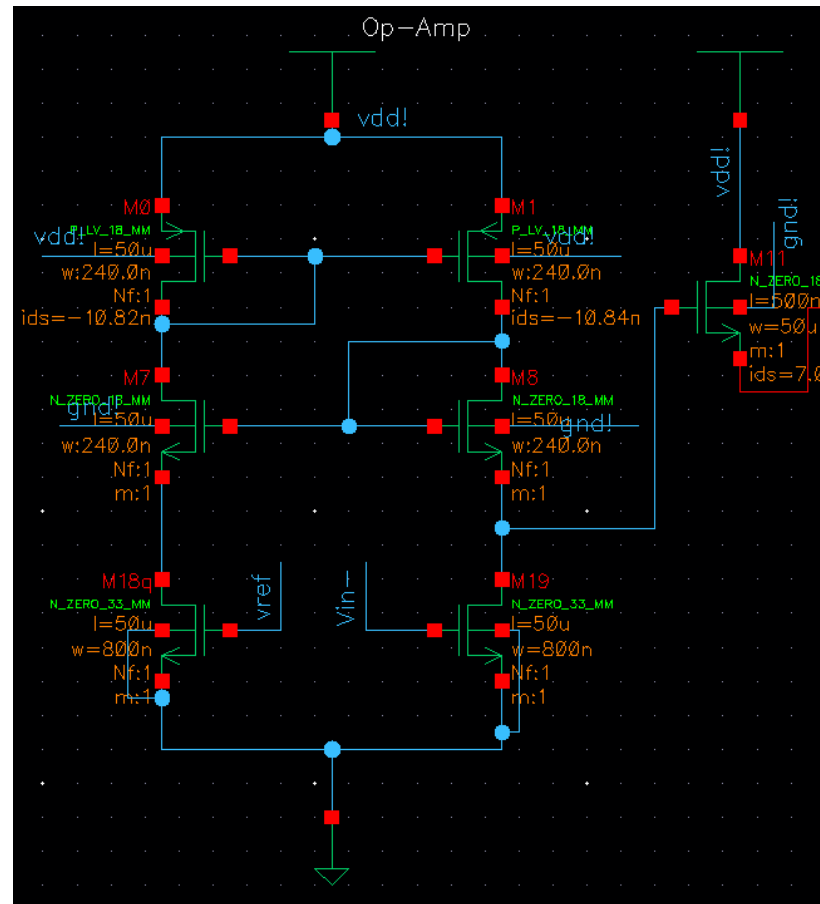 Op-Amp
vdd!
vdd!
gnd!
M0
P_LV_18_MM
vdd!
l=50u
w:240.0n
Nf:1
ids=-10.82n
M1
P_LV_18_MM
vdd!
l=50u
w:240.0n
Nf:1
ids=-10.84n
M11
N_ZERO_18
l=500n
w=50u
m:1
ids=7.0
M7
N_ZERO_18_MM
gnd!
l=50u
w:240.0n
Nf:1
m:1
M8
N_ZERO_18_MM
gnd!
l=50u
w:240.0n
Nf:1
m:1
M18q
N_ZERO_33_MM
l=50u
w=800n
Nf:1
m:1
vref
Vin-
M19
N_ZERO_33_MM
l=50u
w=800n
Nf:1
m:1